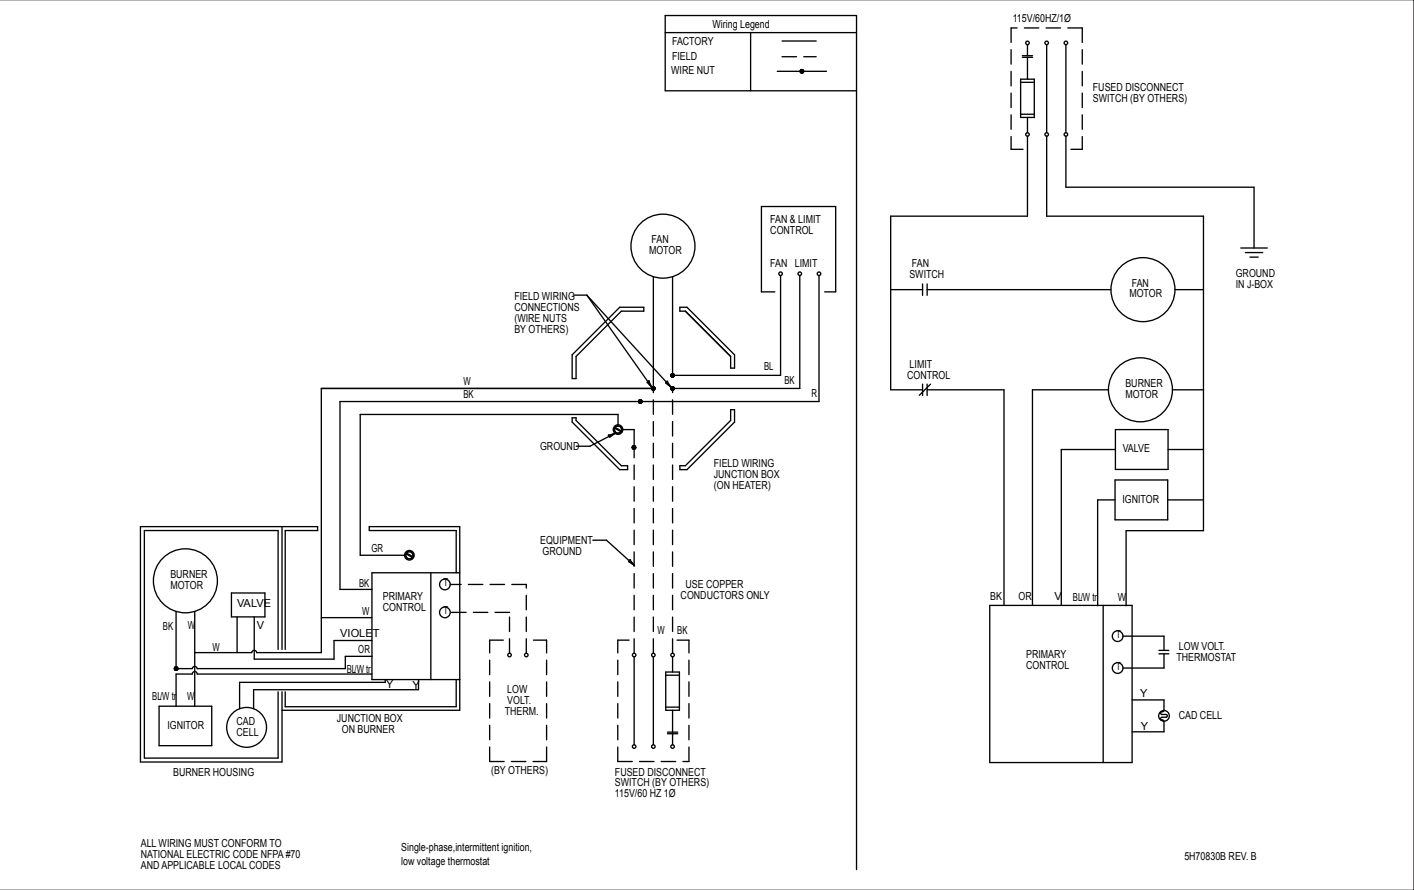 Wiring Legend
FACTORY
FIELD
WIRE NUT
FAN
MOTOR
FAN & LIMIT
CONTROL
FAN LIMIT
FIELD WIRING
CONNECTIONS
(WIRE NUTS
BY OTHERS)
BL
BK
R
W
BK
GROUND
FIELD WIRING
JUNCTION BOX
(ON HEATER)
EQUIPMENT
GROUND
USE COPPER
CONDUCTORS ONLY
W BK
GR
BURNER
MOTOR
VALVE
BK W
V
W
BL/W tr W
IGNITOR
CAD
CELL
BK
W
VIOLET
OR
BL/W tr
Y Y
PRIMARY
CONTROL
T
T
JUNCTION BOX
ON BURNER
BURNER HOUSING
LOW
VOLT.
THERM.
(BY OTHERS)
FUSED DISCONNECT
SWITCH (BY OTHERS)
115V/60 HZ 1Ø
ALL WIRING MUST CONFORM TO
NATIONAL ELECTRIC CODE NFPA #70
AND APPLICABLE LOCAL CODES
Single-phase,intermittent ignition,
low voltage thermostat
115V/60HZ/1Ø
FUSED DISCONNECT
SWITCH (BY OTHERS)
GROUND
IN J-BOX
FAN
SWITCH
FAN
MOTOR
LIMIT
CONTROL
BURNER
MOTOR
VALVE
IGNITOR
BK OR V BL/W tr W
PRIMARY
CONTROL
T
T
LOW VOLT.
THERMOSTAT
Y
CAD CELL
Y
5H70830B REV. B